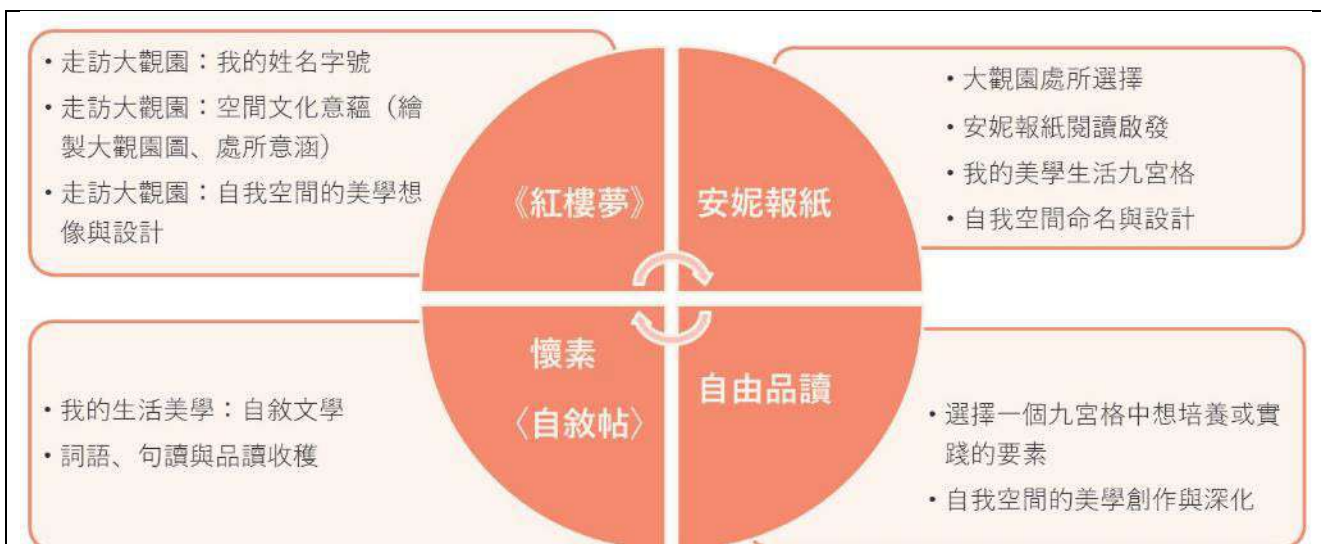 • 走訪大觀園：我的姓名字號
• 走訪大觀園：空間文化意蘊（繪
製大觀園圖、處所意涵）
• 走訪大觀園：自我空間的美學想
像與設計
《紅樓夢》
安妮報紙
• 大觀園處所選擇
• 安妮報紙閱讀啟發
• 我的美學生活九宮格
• 自我空間命名與設計
• 我的生活美學：自敘文學
• 詞語、句讀與品讀收穫
懷素
〈自敘帖〉
自由品讀
• 選擇一個九宮格中想培養或實
踐的要素
• 自我空間的美學創作與深化